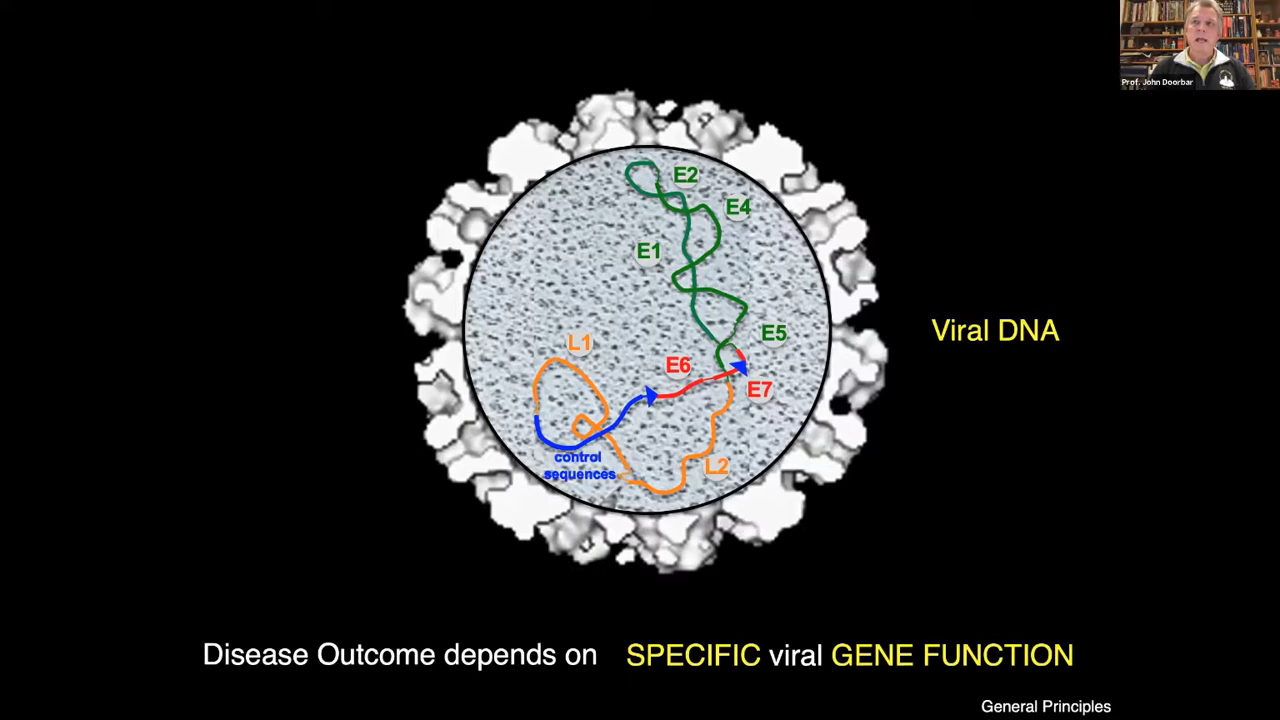 Prof. John Doorbar
E2
E4
E1
E5
L1
E6
E7
control
sequences
L2
Viral DNA
Disease Outcome depends on SPECIFIC viral GENE FUNCTION
General Principles